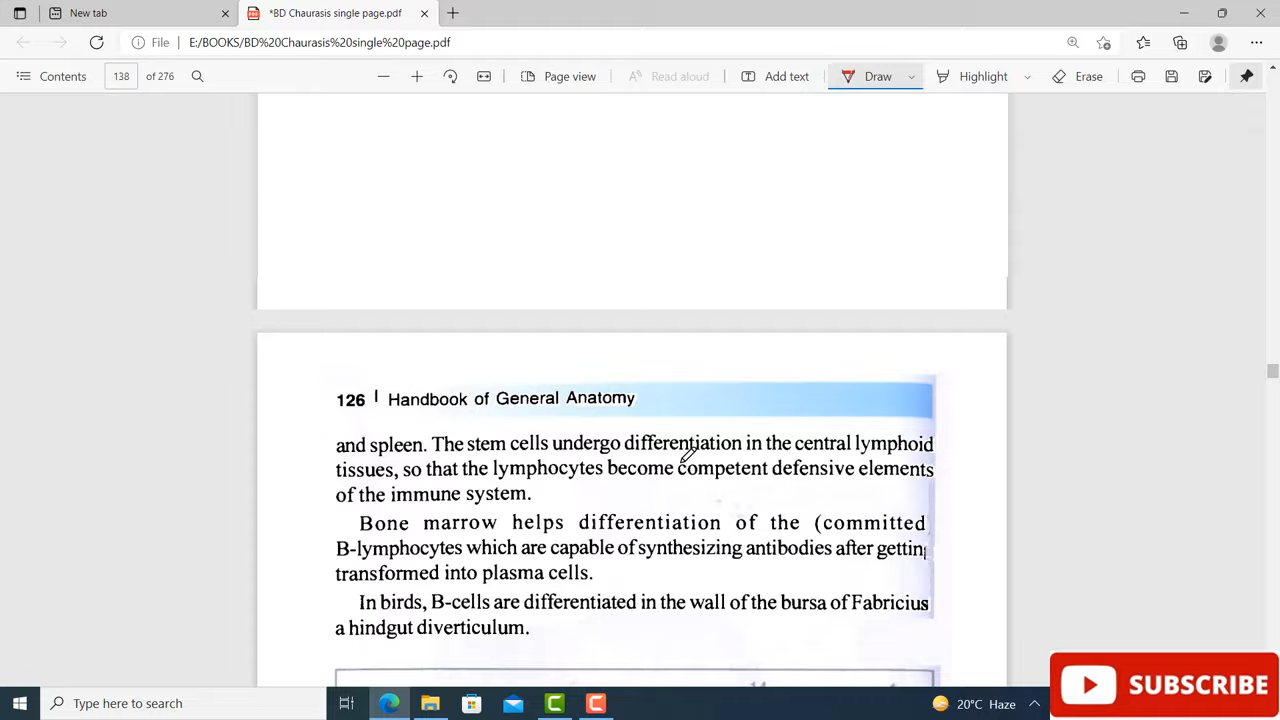 New tab
*BD Chaurasis single page.pdf
File
E:/BOOKS/BD%20Chaurasis%20single%20page.pdf
Contents
138
of 276
Page view
Read aloud
Add text
Draw
Highlight
Erase
126 | Handbook of General Anatomy
and spleen. The stem cells undergo differentiation in the central lymphoid
tissues, so that the lymphocytes become competent defensive elements
of the immune system.
Bone marrow helps differentiation of the (committed
B-lymphocytes which are capable of synthesizing antibodies after
transformed into plasma cells.
In birds, B-cells are differentiated in the wall of the bursa of Fabricius
a hindgut diverticulum.
SUBSCRIBE
Type here to search
20°C Haze